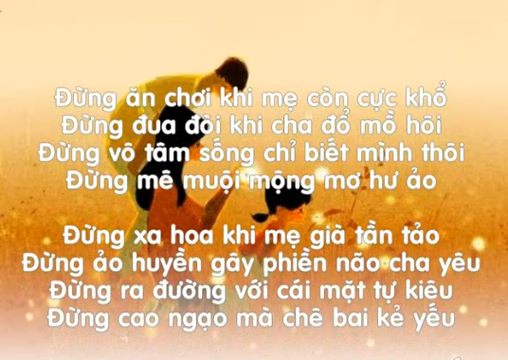 Đừng ăn chơi khi mẹ còn cực khổ
Đừng đua đòi khi cha đổ mồ hôi
Đừng vô tâm sống chỉ biết mình thôi
Đừng mê muội mộng mơ hư ảo
Đừng xa hoa khi mẹ già tần tảo
Đừng ảo huyền gây phiền não cha yêu
Đừng ra đường với cái mặt tự kiêu
Đừng cao ngạo mà chê bai kẻ yếu